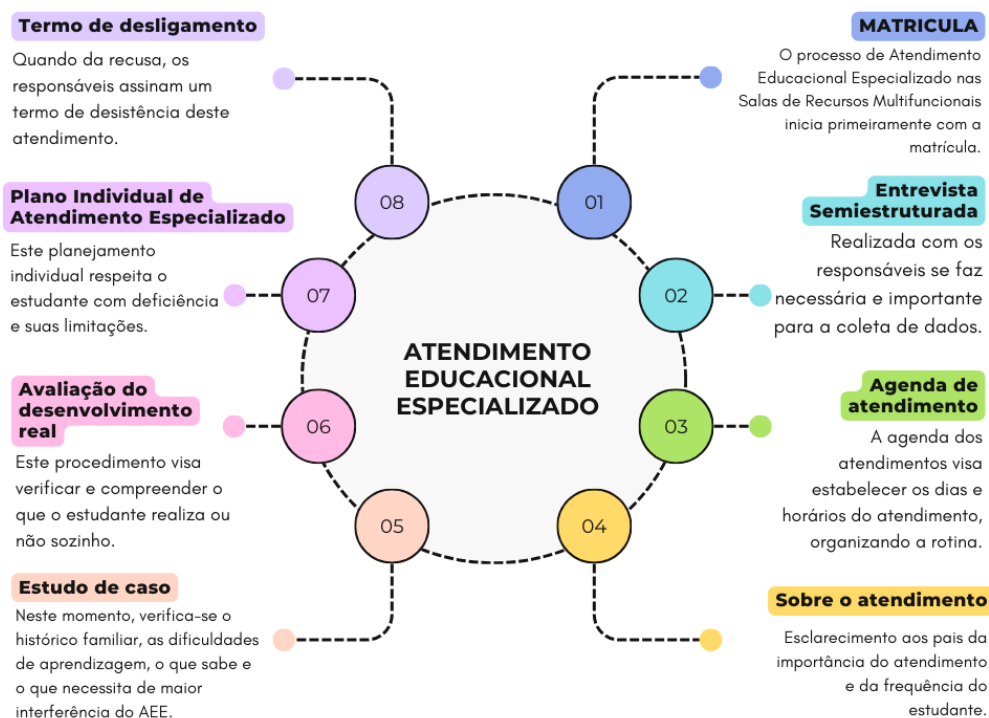 MATRICULA
O processo de Atendimento
Educacional Especializado nas
Salas de Recursos Multifuncionais
inicia primeiramente com a
matrícula.
01
Entrevista
Semiestruturada
Realizada com os
responsáveis se faz
necessária e importante
para a coleta de dados.
02
Agenda de
atendimento
A agenda dos
atendimentos visa
estabelecer os dias e
horários do atendimento,
organizando a rotina.
03
Sobre o atendimento
Esclarecimento aos pais da
importância do atendimento
e da frequência do
estudante.
04
Estudo de caso
Neste momento, verifica-se o
histórico familiar, as dificuldades
de aprendizagem, o que sabe e
o que necessita de maior
interferência do AEE.
05
Avaliação do
desenvolvimento
real
Este procedimento visa
verificar e compreender o
que o estudante realiza ou
não sozinho.
06
Plano Individual de
Atendimento Especializado
Este planejamento
individual respeita o
estudante com deficiência
e suas limitações.
07
Termo de desligamento
Quando da recusa, os
responsáveis assinam um
termo de desistência deste
atendimento.
08
ATENDIMENTO
EDUCACIONAL
ESPECIALIZADO